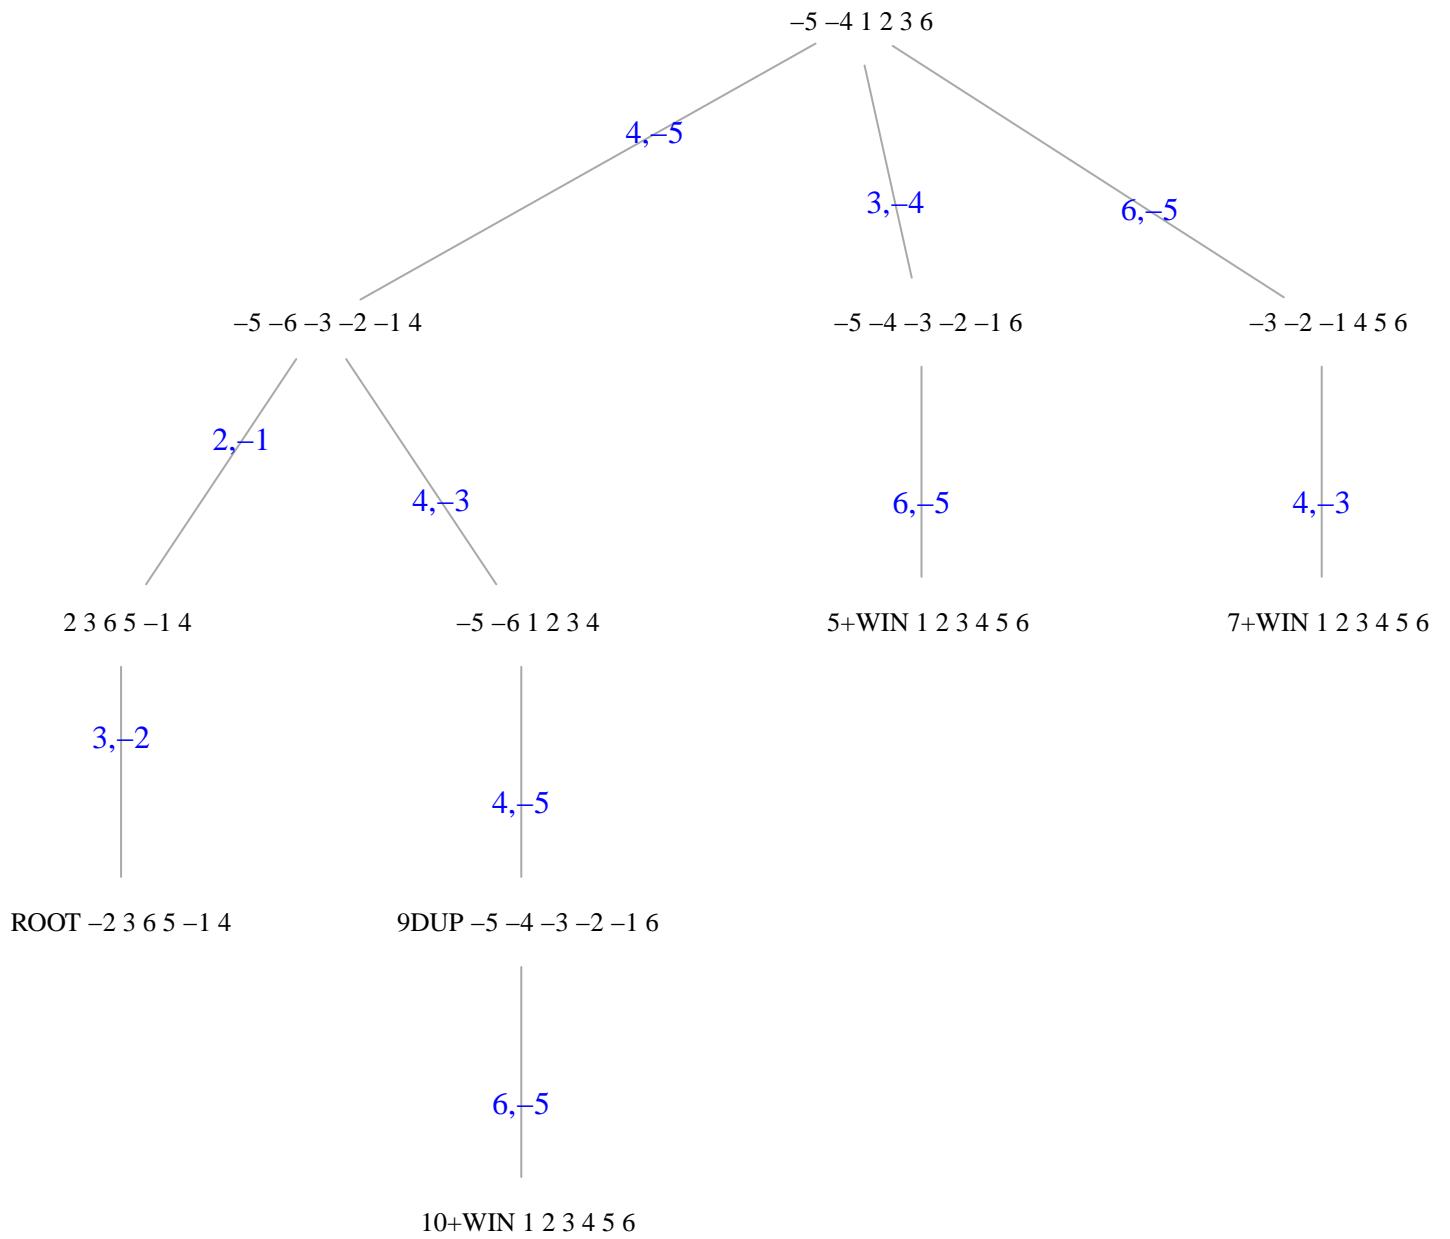 −5 −4 1 2 3 6
4,−5
3,−4
6,−5
−5 −6 −3 −2 −1 4
−5 −4 −3 −2 −1 6
−3 −2 −1 4 5 6
2,−1
4,−3
6,−5
4,−3
2 3 6 5 −1 4
−5 −6 1 2 3 4
5+WIN 1 2 3 4 5 6
7+WIN 1 2 3 4 5 6
3,−2
4,−5
ROOT −2 3 6 5 −1 4
9DUP −5 −4 −3 −2 −1 6
6,−5
10+WIN 1 2 3 4 5 6